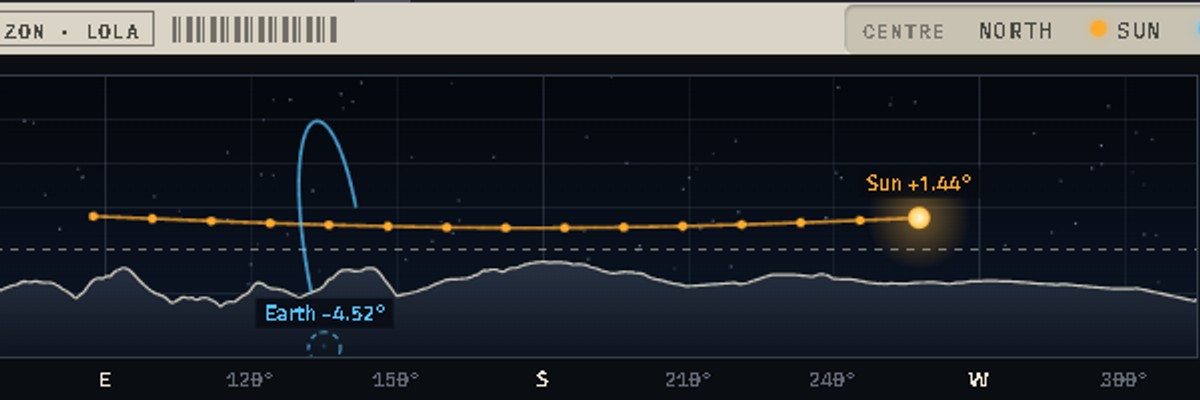 ZON · LOLA
CENTRE NORTH SUN
Sun +1.44°
Earth -4.52°
E 120° 150° S 210° 240° W 300°